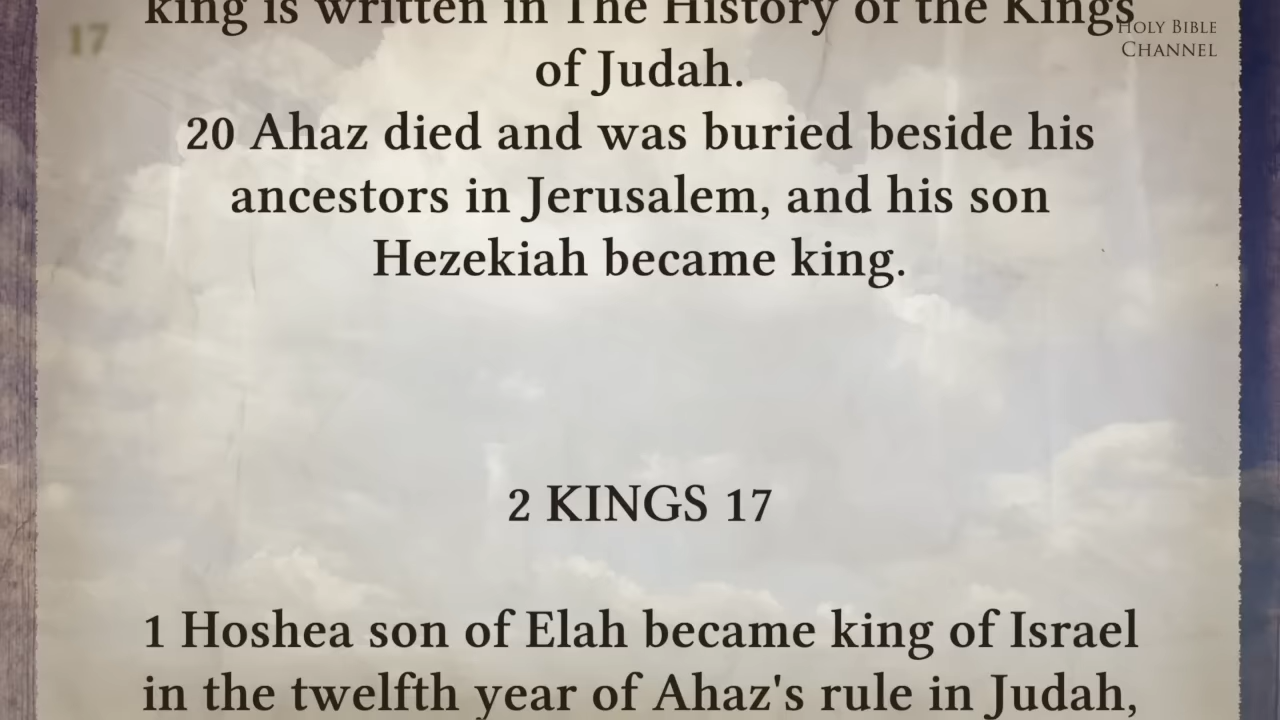 king is written in The History of the Kings
HOLY BIBLE
CHANNEL
17
of Judah.
20 Ahaz died and was buried beside his
ancestors in Jerusalem, and his son
Hezekiah became king.
2 KINGS 17
1 Hoshea son of Elah became king of Israel
in the twelfth year of Ahaz's rule in Judah,